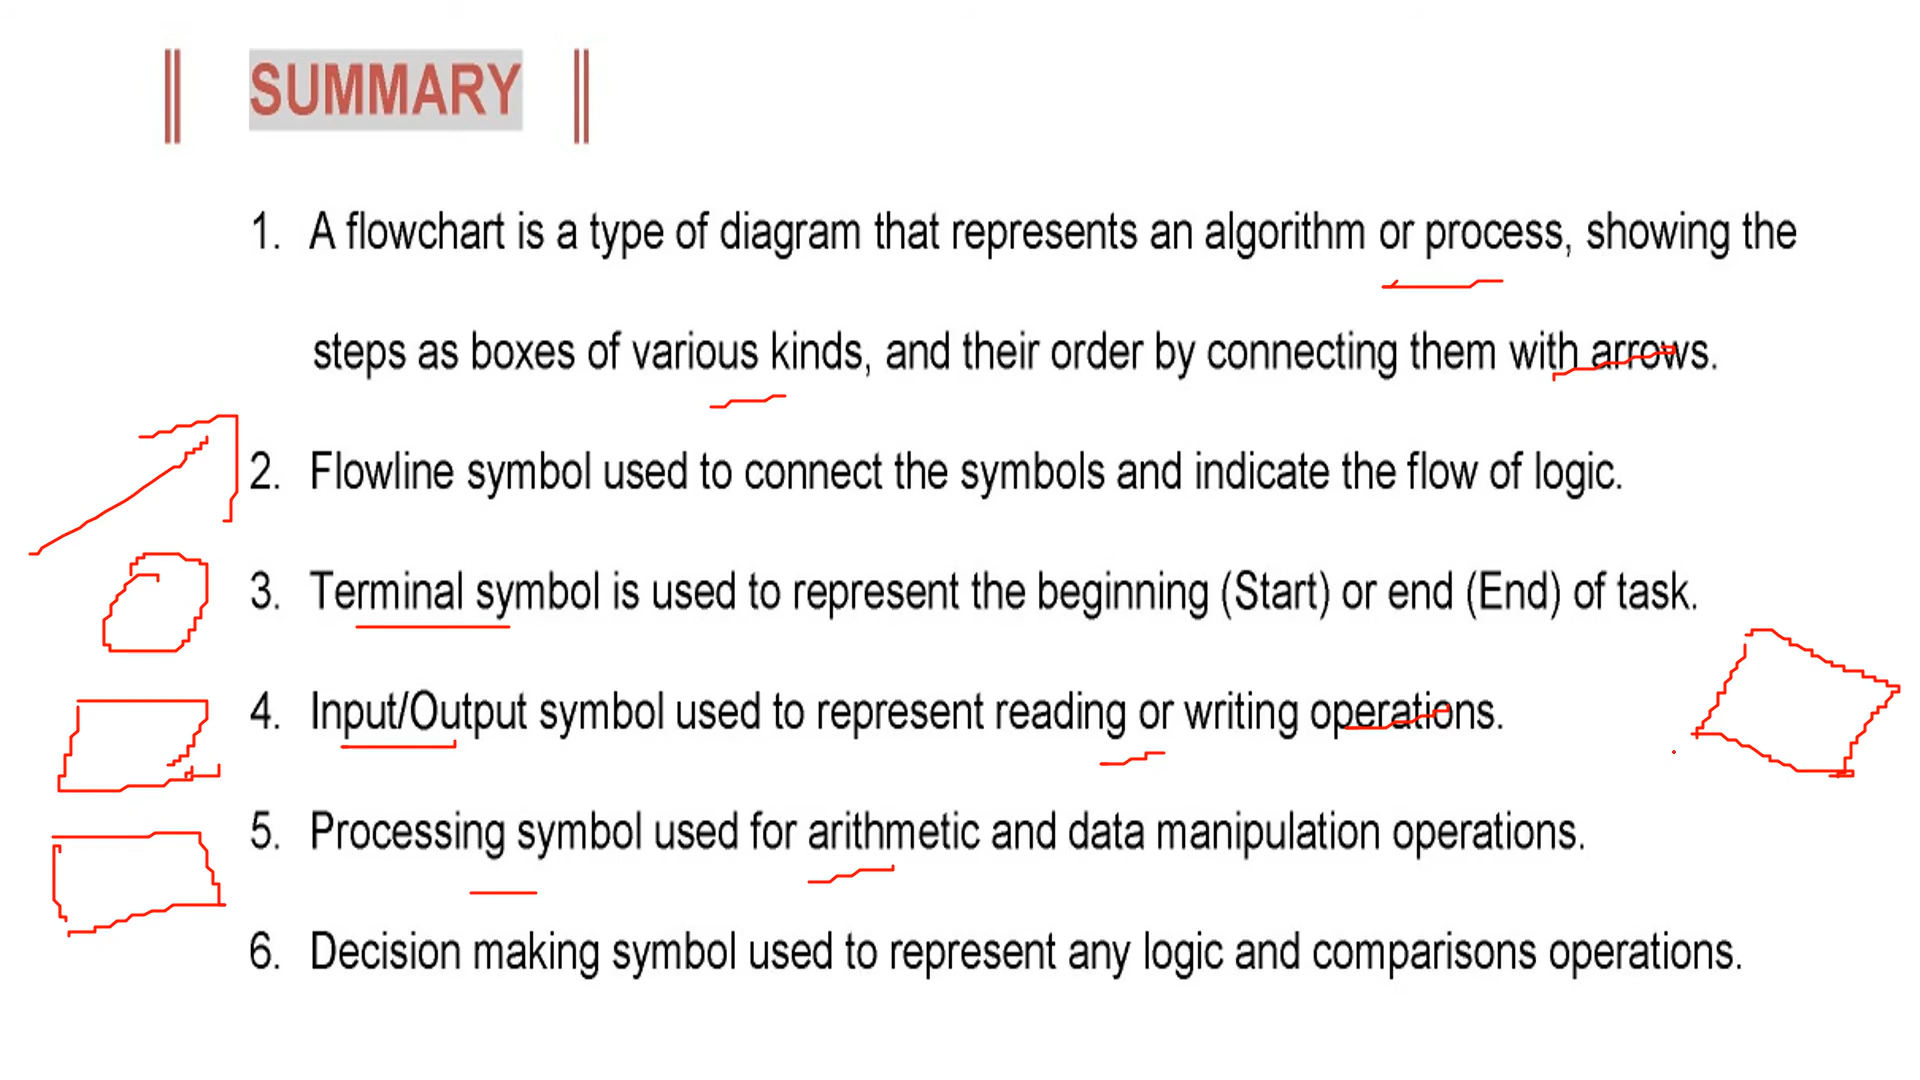 SUMMARY
1. A flowchart is a type of diagram that represents an algorithm or process, showing the
steps as boxes of various kinds, and their order by connecting them with arrows.
2. Flowline symbol used to connect the symbols and indicate the flow of logic.
3. Terminal symbol is used to represent the beginning (Start) or end (End) of task.
4. Input/Output symbol used to represent reading or writing operations.
5. Processing symbol used for arithmetic and data manipulation operations.
6. Decision making symbol used to represent any logic and comparisons operations.